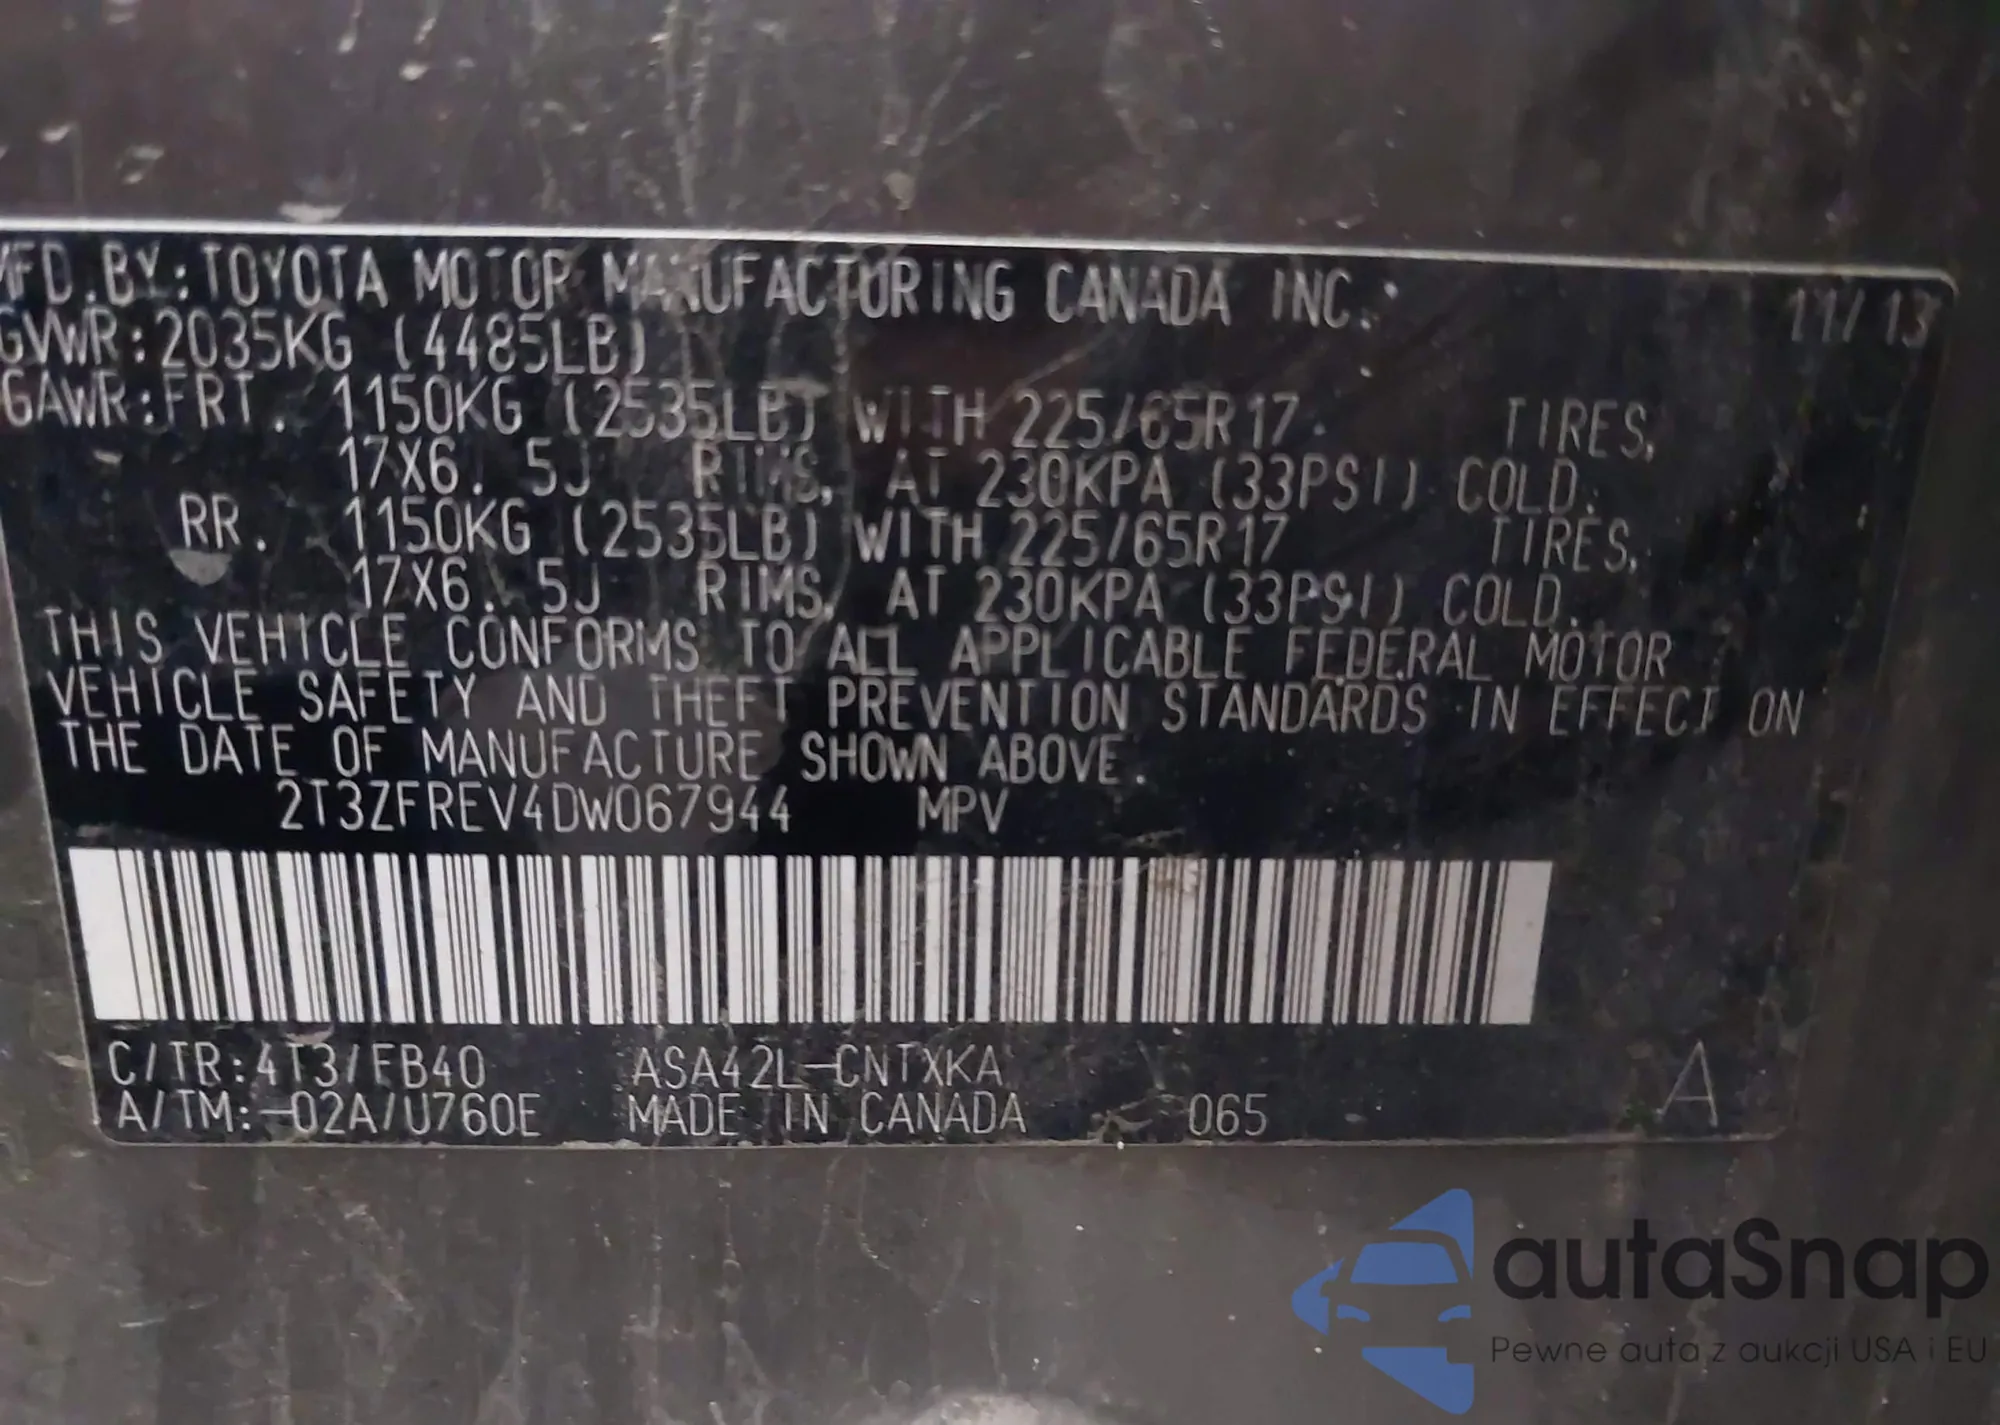 MFD.BY:TOYOTA MOTOR MANUFACTURING CANADA INC. 11/13
GVWR:2035KG (4485LB)
GAWR:FRT. 1150KG (2535LB) WITH 225/65R17 TIRES,
17X6.5J RIMS, AT 230KPA (33PSI) COLD.
RR. 1150KG (2535LB) WITH 225/65R17 TIRES,
17X6.5J RIMS, AT 230KPA (33PSI) COLD.
THIS VEHICLE CONFORMS TO ALL APPLICABLE FEDERAL MOTOR
VEHICLE SAFETY AND THEFT PREVENTION STANDARDS IN EFFECT ON
THE DATE OF MANUFACTURE SHOWN ABOVE.
2T3ZFREV4DW067944 MPV
C/TR:4T3/FB40 ASA42L-CNTXKA
A/TM:-02A/U760E MADE IN CANADA 065 A
autaSnap
Pewne auta z aukcji USA i EU